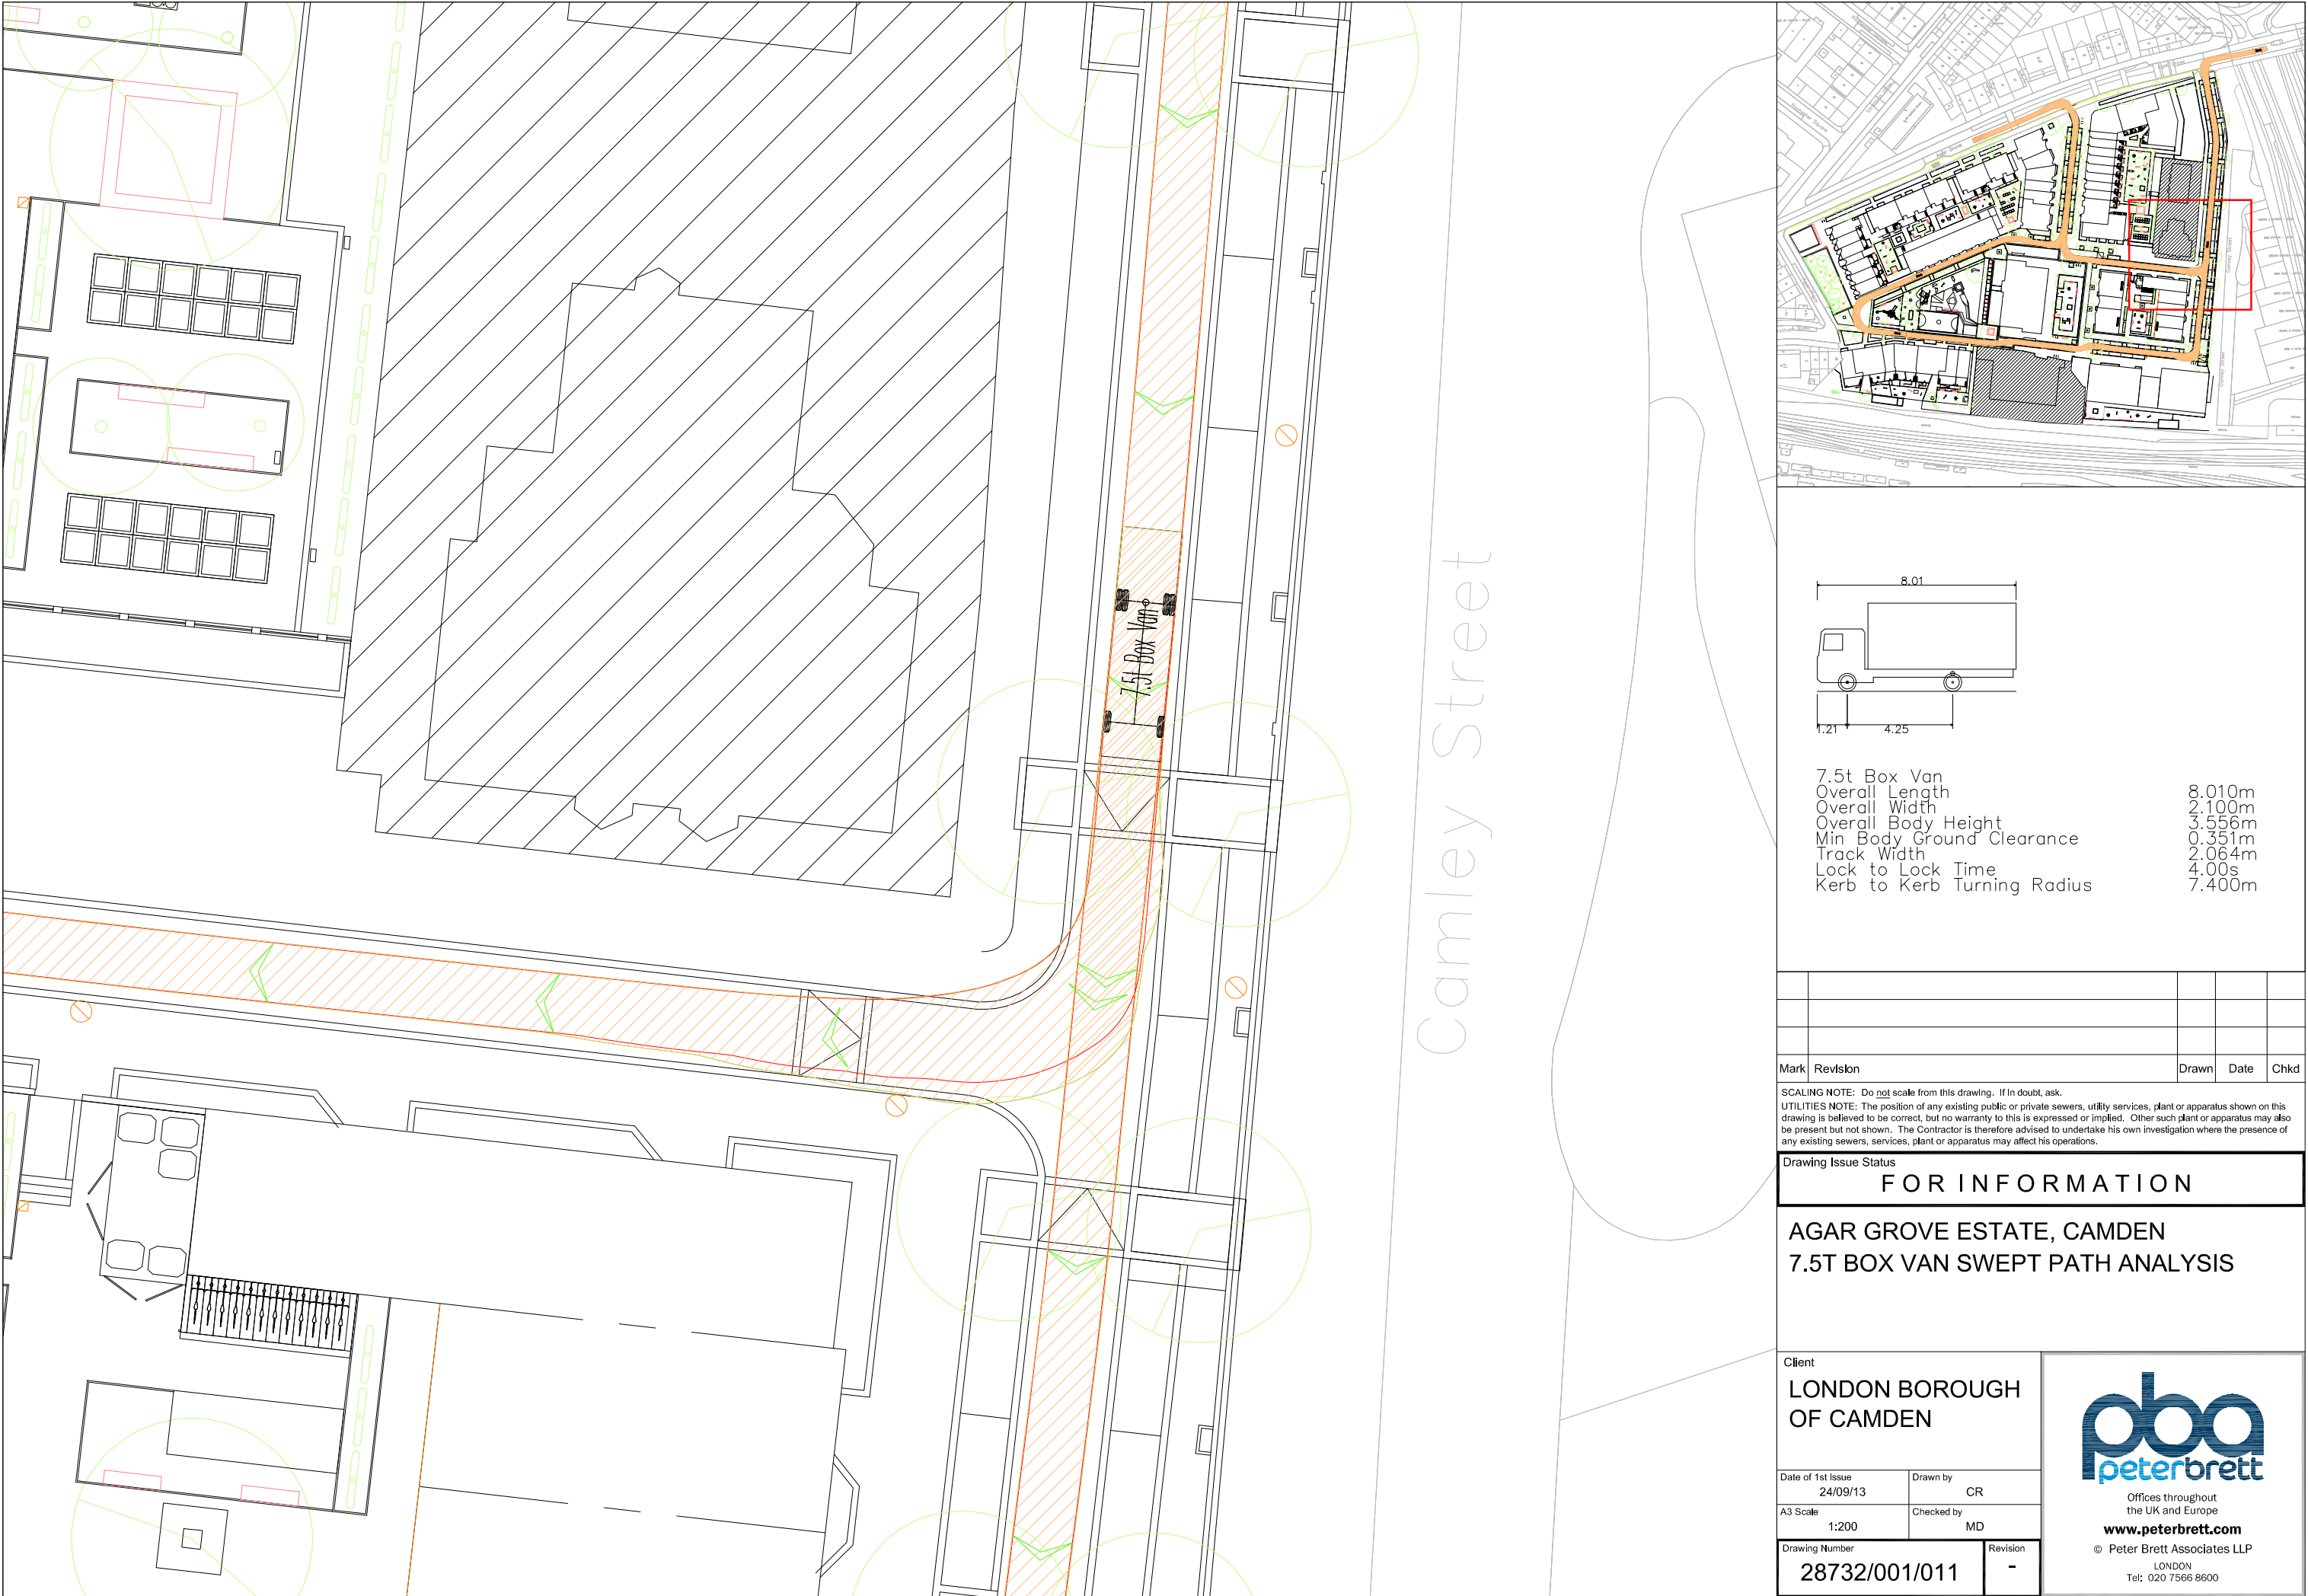 Camley Street
7.5t Box Van
Agar Grove
Camley Street
Camley Street
8.01
1.21
4.25
7.5t Box Van
Overall Length 8.010m
Overall Width 2.100m
Overall Body Height 3.556m
Min Body Ground Clearance 0.351m
Track Width 2.064m
Lock to Lock Time 4.00s
Kerb to Kerb Turning Radius 7.400m
Mark Revision Drawn Date Chkd
SCALING NOTE: Do not scale from this drawing. If in doubt, ask.
UTILITIES NOTE: The position of any existing public or private sewers, utility services, plant or apparatus shown on this
drawing is believed to be correct, but no warranty to this is expressed or implied. Other such plant or apparatus may also
be present but not shown. The Contractor is therefore advised to undertake his own investigation where the presence of
any existing sewers, services, plant or apparatus may affect his operations.
Drawing Issue Status
FOR INFORMATION
AGAR GROVE ESTATE, CAMDEN
7.5T BOX VAN SWEPT PATH ANALYSIS
Client
LONDON BOROUGH
OF CAMDEN
Date of 1st Issue
24/09/13
Drawn by
CR
A3 Scale
1:200
Checked by
MD
Drawing Number
28732/001/011
Revision
-
pba
peterbrett
Offices throughout
the UK and Europe
www.peterbrett.com
© Peter Brett Associates LLP
LONDON
Tel: 020 7566 8600